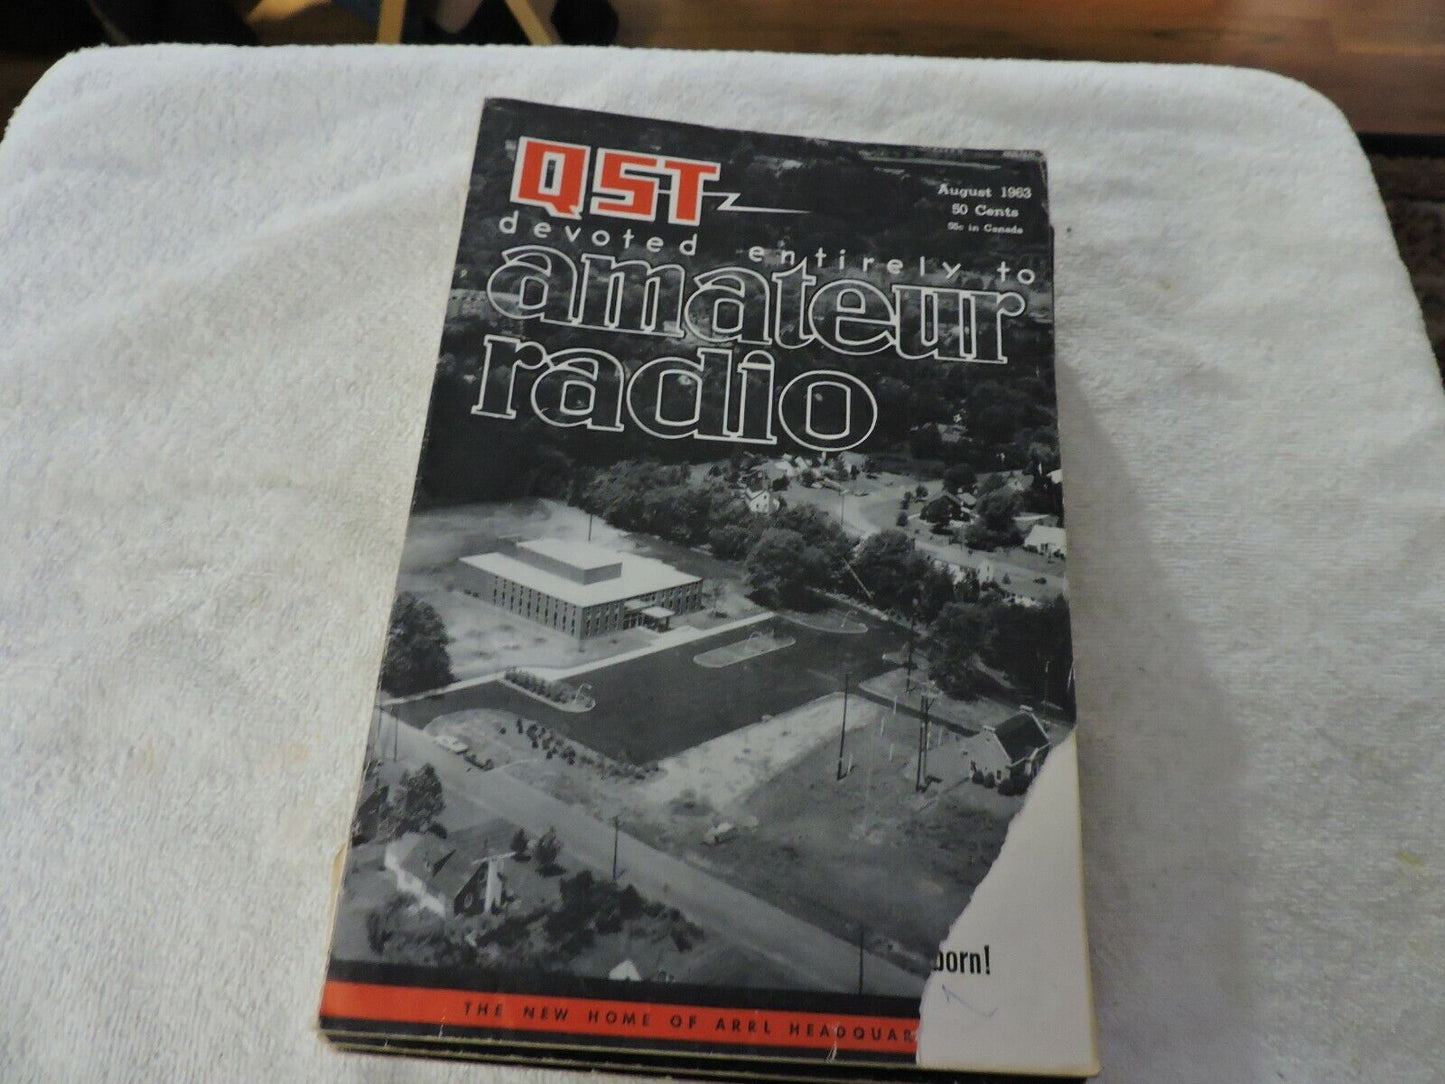 QST
August 1963
50 Cents
55c in Canada
devoted entirely to
amateur
radio
born!
THE NEW HOME OF ARRL HEADQUAR